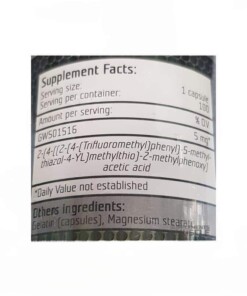 Supplement Facts:
Serving size: 1 capsule
Serving per container: 100
Amount per serving: % DV
GW501516 5 mg*
2-{4-[(2-[4-(Trifluoromethyl)phenyl] 5-methyl-
thiazol-4-YL)methylthio]-2-methylphenoxy}
acetic acid
*Daily Value not established
Others ingredients:
Gelatin (capsules), Magnesium stearate